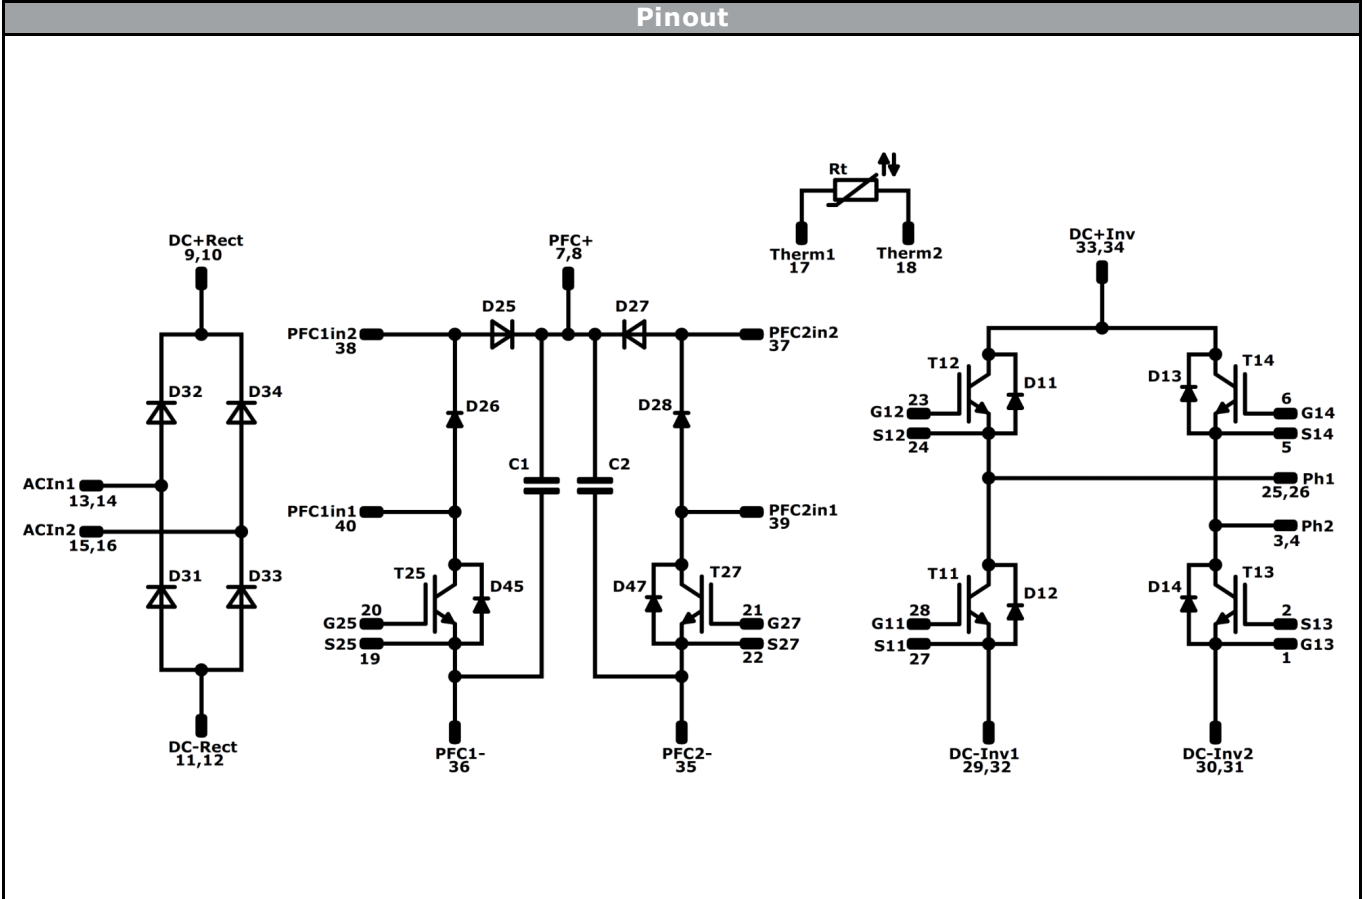 Pinout
Rt
Therm1
17
Therm2
18
DC+Rect
9,10
D32
D34
ACIn1
13,14
ACIn2
15,16
D31
D33
DC-Rect
11,12
PFC+
7,8
D25
D27
PFC1in2
38
PFC2in2
37
D26
D28
C1
C2
PFC1in1
40
PFC2in1
39
T25
D45
D47
T27
20
G25
S25
19
21
G27
S27
22
PFC1-
36
PFC2-
35
DC+Inv
33,34
T12
D11
D13
T14
23
G12
S12
24
6
G14
S14
5
Ph1
25,26
Ph2
3,4
T11
D12
D14
T13
28
G11
S11
27
2
S13
G13
1
DC-Inv1
29,32
DC-Inv2
30,31